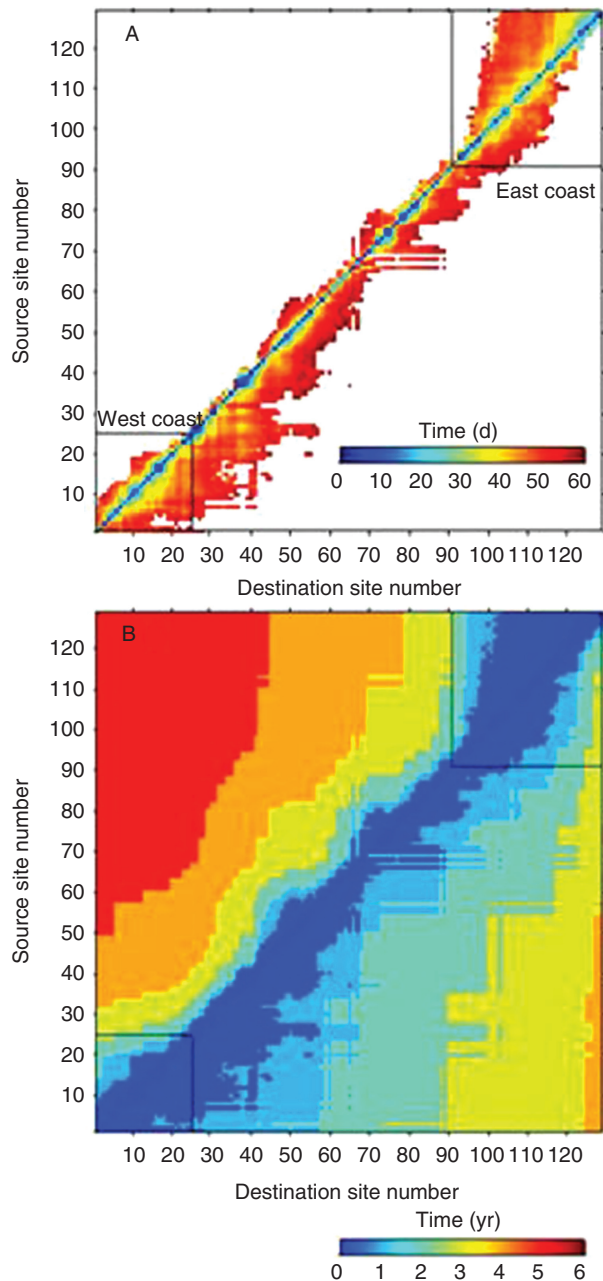 A
130
120
110
100
90
80
70
60
50
40
30
20
10
Source site number
East coast
West coast
Time (d)
0 10 20 30 40 50 60
10 20 30 40 50 60 70 80 90 100 110 120
Destination site number
B
120
110
100
90
80
70
60
50
40
30
20
10
Source site number
10 20 30 40 50 60 70 80 90 100 110 120
Destination site number
Time (yr)
0 1 2 3 4 5 6